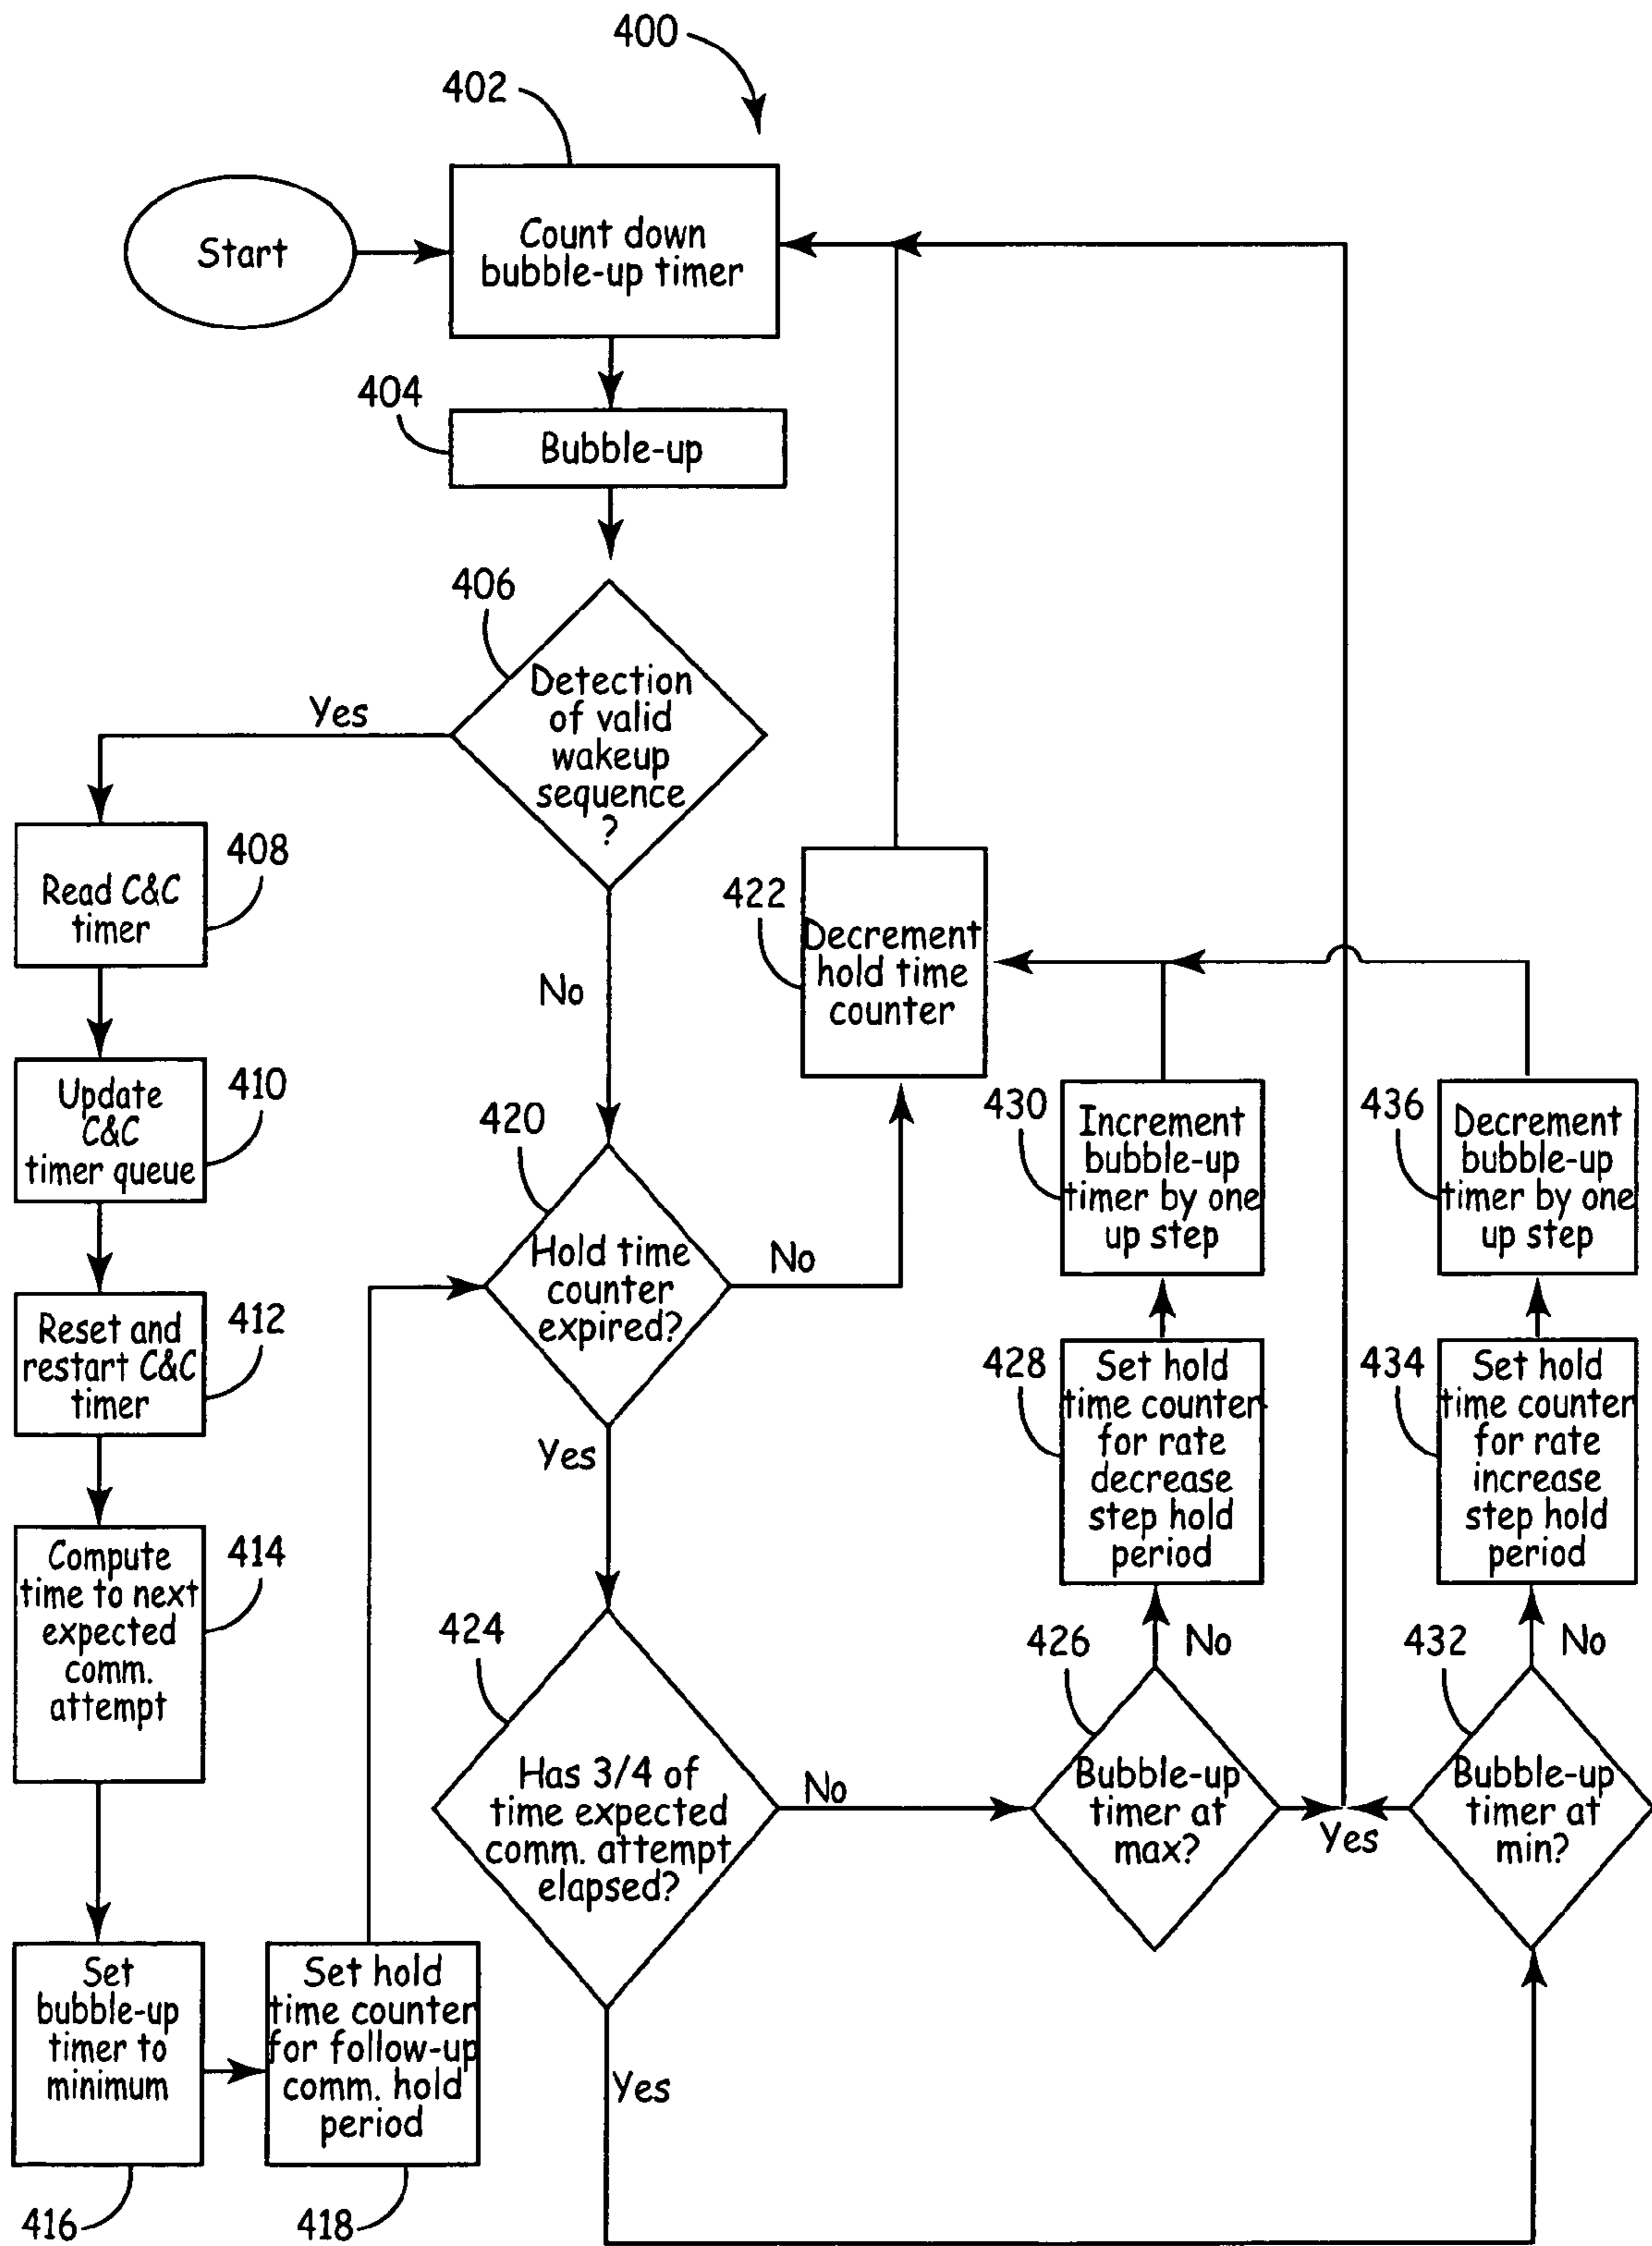 400
402
Start
Count down
bubble-up timer
404
Bubble-up
406
Detection
of valid
wakeup
sequence
?
Yes
No
408
Read C&C
timer
410
Update
C&C
timer queue
412
Reset and
restart C&C
timer
414
Compute
time to next
expected
comm.
attempt
Set
bubble-up
timer to
minimum
416
Set hold
time counter
for follow-up
comm. hold
period
418
420
Hold time
counter
expired?
No
Yes
422
Decrement
hold time
counter
424
Has 3/4 of
time expected
comm. attempt
elapsed?
No
Yes
426
Bubble-up
timer at
max?
No
Yes
428
Set hold
time counter
for rate
decrease
step hold
period
430
Increment
bubble-up
timer by one
up step
432
Bubble-up
timer at
min?
No
434
Set hold
time counter
for rate
increase
step hold
period
436
Decrement
bubble-up
timer by one
up step